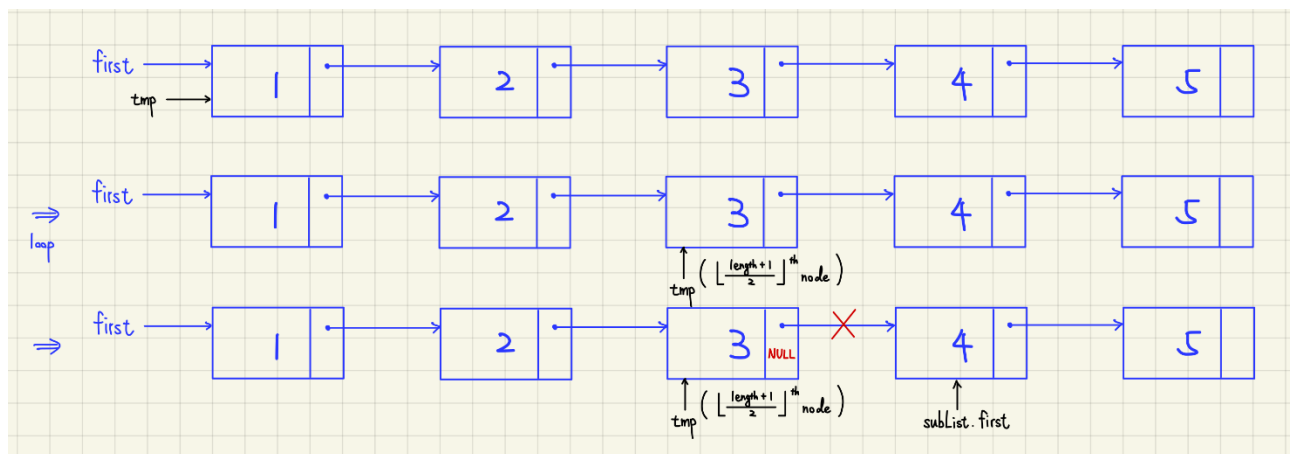 first 1 2 3 4 5
tmp
first 1 2 3 4 5
⇒
loop
tmp (⌊length+1/2⌋th node)
first 1 2 3 4 5
⇒ NULL
tmp (⌊length+1/2⌋th node)
subList.first